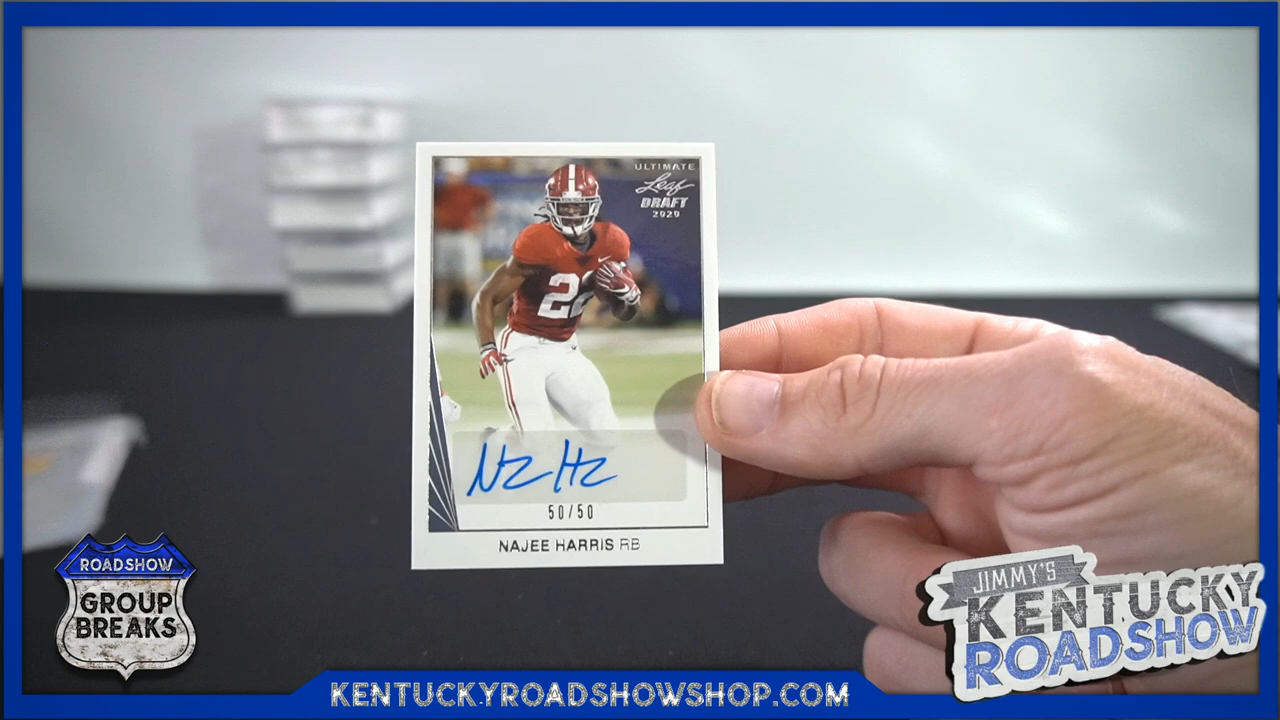 ULTIMATE
Leaf
DRAFT
2020
22
50/50
NAJEE HARRIS RB
ROADSHOW
GROUP
BREAKS
JIMMY'S
KENTUCKY
ROADSHOW
KENTUCKYROADSHOWSHOP.COM